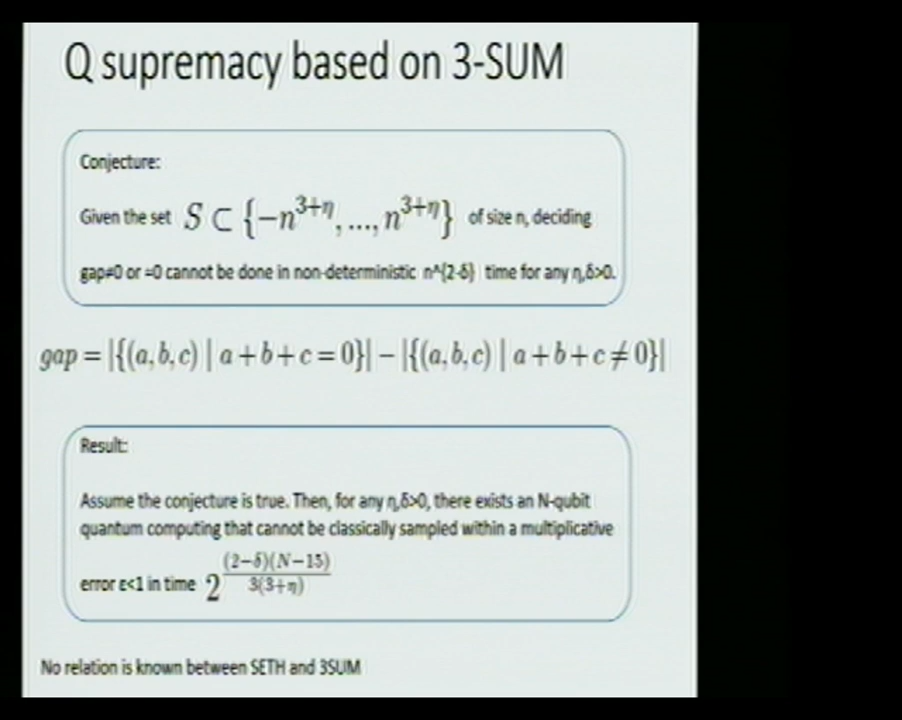 Q supremacy based on 3-SUM
Conjecture:
Given the set S ⊂ {−n^{3+η}, ..., n^{3+η}} of size n, deciding
gap≠0 or =0 cannot be done in non-deterministic n^{2-δ} time for any η,δ>0.
gap = |{(a,b,c) | a+b+c=0}| − |{(a,b,c) | a+b+c≠0}|
Result:
Assume the conjecture is true. Then, for any η,δ>0, there exists an N-qubit
quantum computing that cannot be classically sampled within a multiplicative
error ε<1 in time 2^{\frac{(2−δ)(N−15)}{3(3+η)}}
No relation is known between SETH and 3SUM